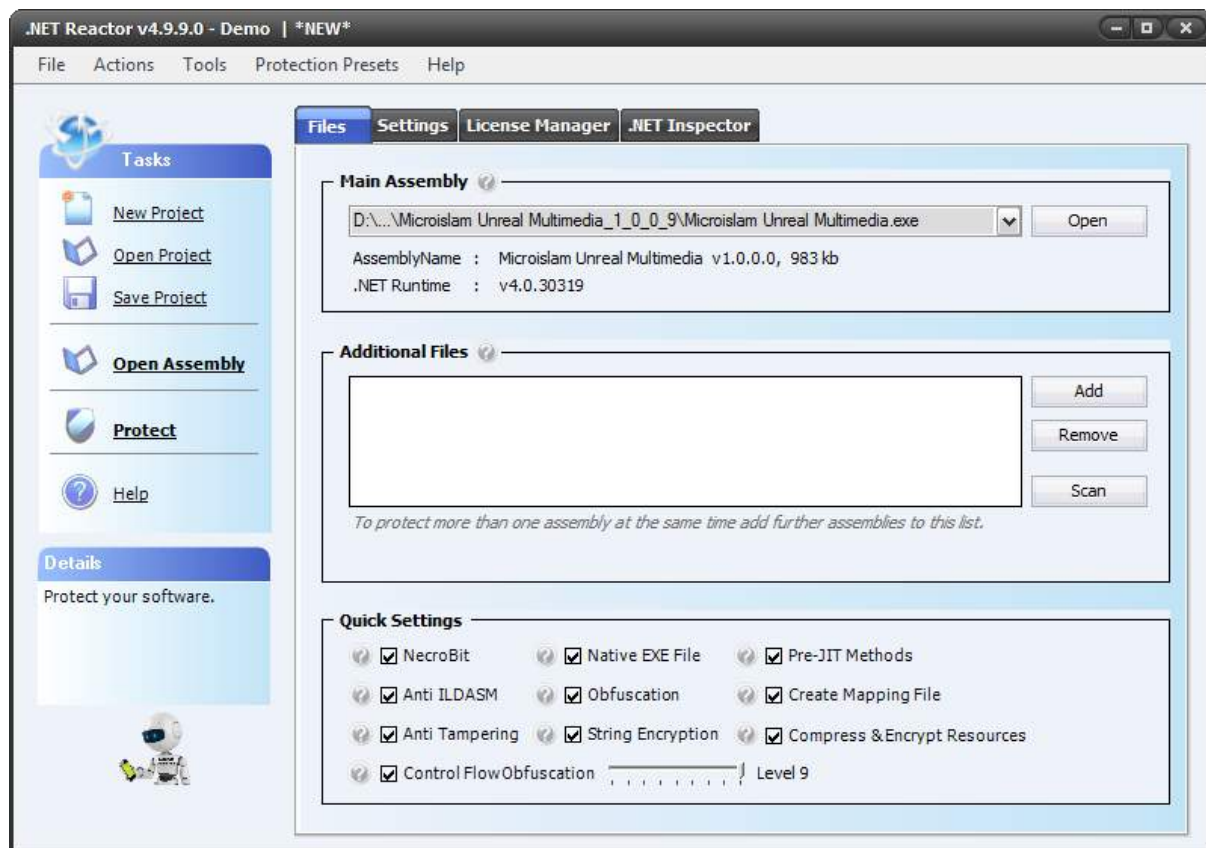 .NET Reactor v4.9.9.0 - Demo | *NEW*
File Actions Tools Protection Presets Help
Tasks
New Project
Open Project
Save Project
Open Assembly
Protect
Help
Details
Protect your software.
Files Settings License Manager .NET Inspector
Main Assembly
D:\...\Microislam Unreal Multimedia_1_0_0_9\Microislam Unreal Multimedia.exe Open
AssemblyName : Microislam Unreal Multimedia v1.0.0.0, 983 kb
.NET Runtime : v4.0.30319
Additional Files
Add
Remove
Scan
To protect more than one assembly at the same time add further assemblies to this list.
Quick Settings
NecroBit Native EXE File Pre-JIT Methods
Anti ILDASM Obfuscation Create Mapping File
Anti Tampering String Encryption Compress & Encrypt Resources
Control Flow Obfuscation Level 9